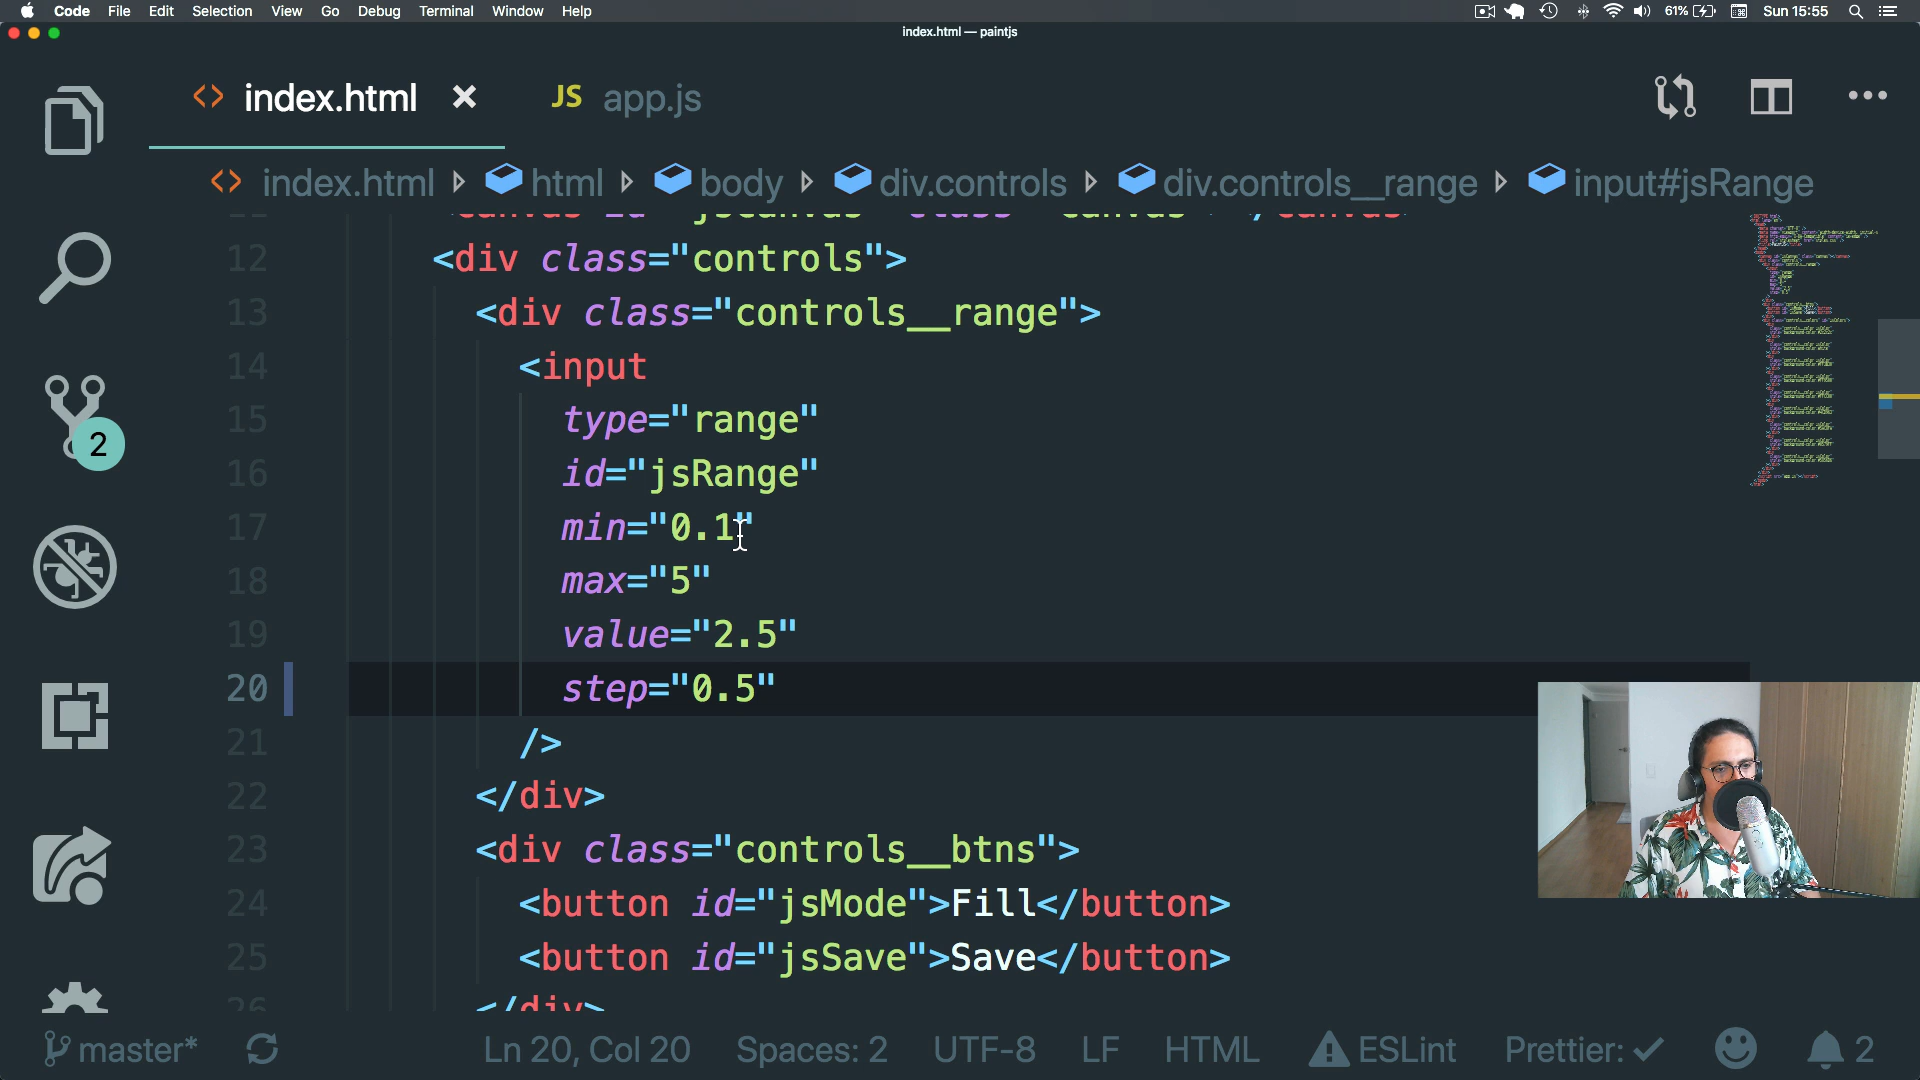 Code File Edit Selection View Go Debug Terminal Window Help 61% Sun 15:55
index.html — paintjs
<> index.html JS app.js
<> index.html html body div.controls div.controls__range input#jsRange
12 <div class="controls">
13 <div class="controls__range">
14 <input
15 type="range"
16 id="jsRange"
17 min="0.1"
18 max="5"
19 value="2.5"
20 step="0.5"
21 />
22 </div>
23 <div class="controls__btns">
24 <button id="jsMode">Fill</button>
25 <button id="jsSave">Save</button>
26 </div>
2
master* Ln 20, Col 20 Spaces: 2 UTF-8 LF HTML ESLint Prettier: ✓ 2